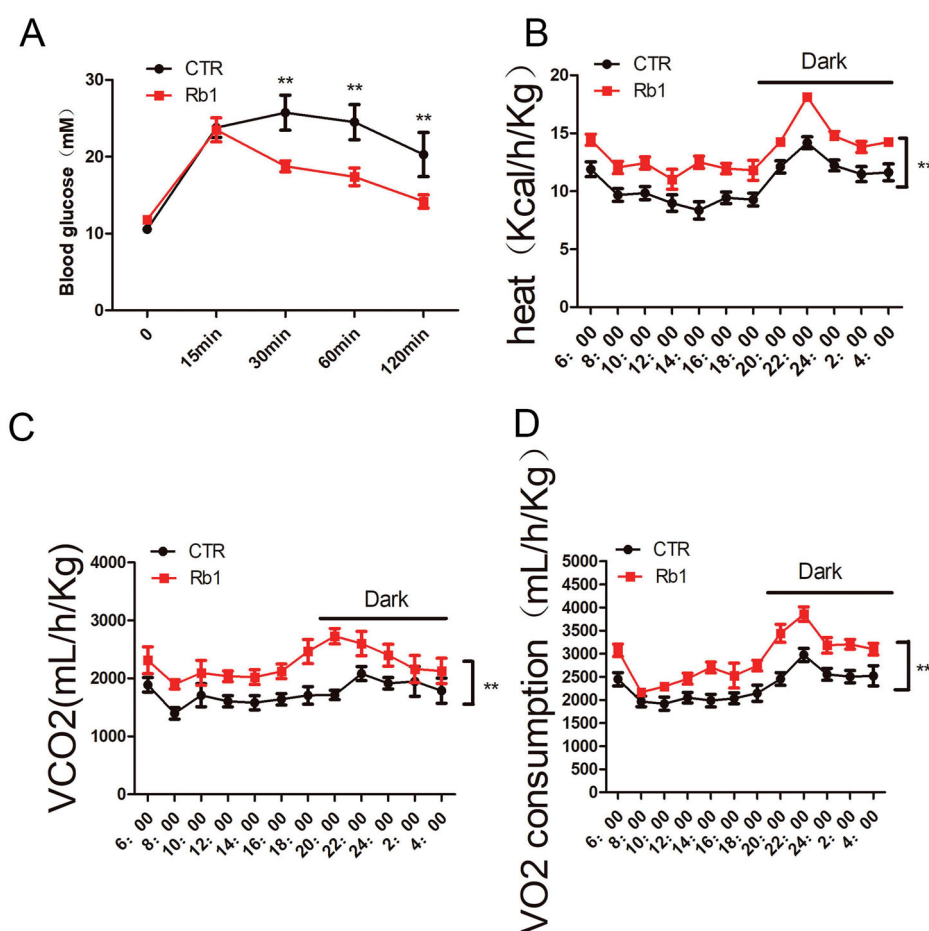 A
CTR
Rb1
Blood glucose (mM)
30
20
10
0
**
**
**
0
15min
30min
60min
120min
B
CTR
Rb1
Dark
heat (Kcal/h/Kg)
20
15
10
5
0
**
6: 00
8: 00
10: 00
12: 00
14: 00
16: 00
18: 00
20: 00
22: 00
24: 00
2: 00
4: 00
C
CTR
Rb1
Dark
VCO2(mL/h/Kg)
4000
3000
2000
1000
0
**
6: 00
8: 00
10: 00
12: 00
14: 00
16: 00
18: 00
20: 00
22: 00
24: 00
2: 00
4: 00
D
CTR
Rb1
Dark
VO2 consumption (mL/h/Kg)
5000
4500
4000
3500
3000
2500
2000
1500
1000
500
0
**
6: 00
8: 00
10: 00
12: 00
14: 00
16: 00
18: 00
20: 00
22: 00
24: 00
2: 00
4: 00